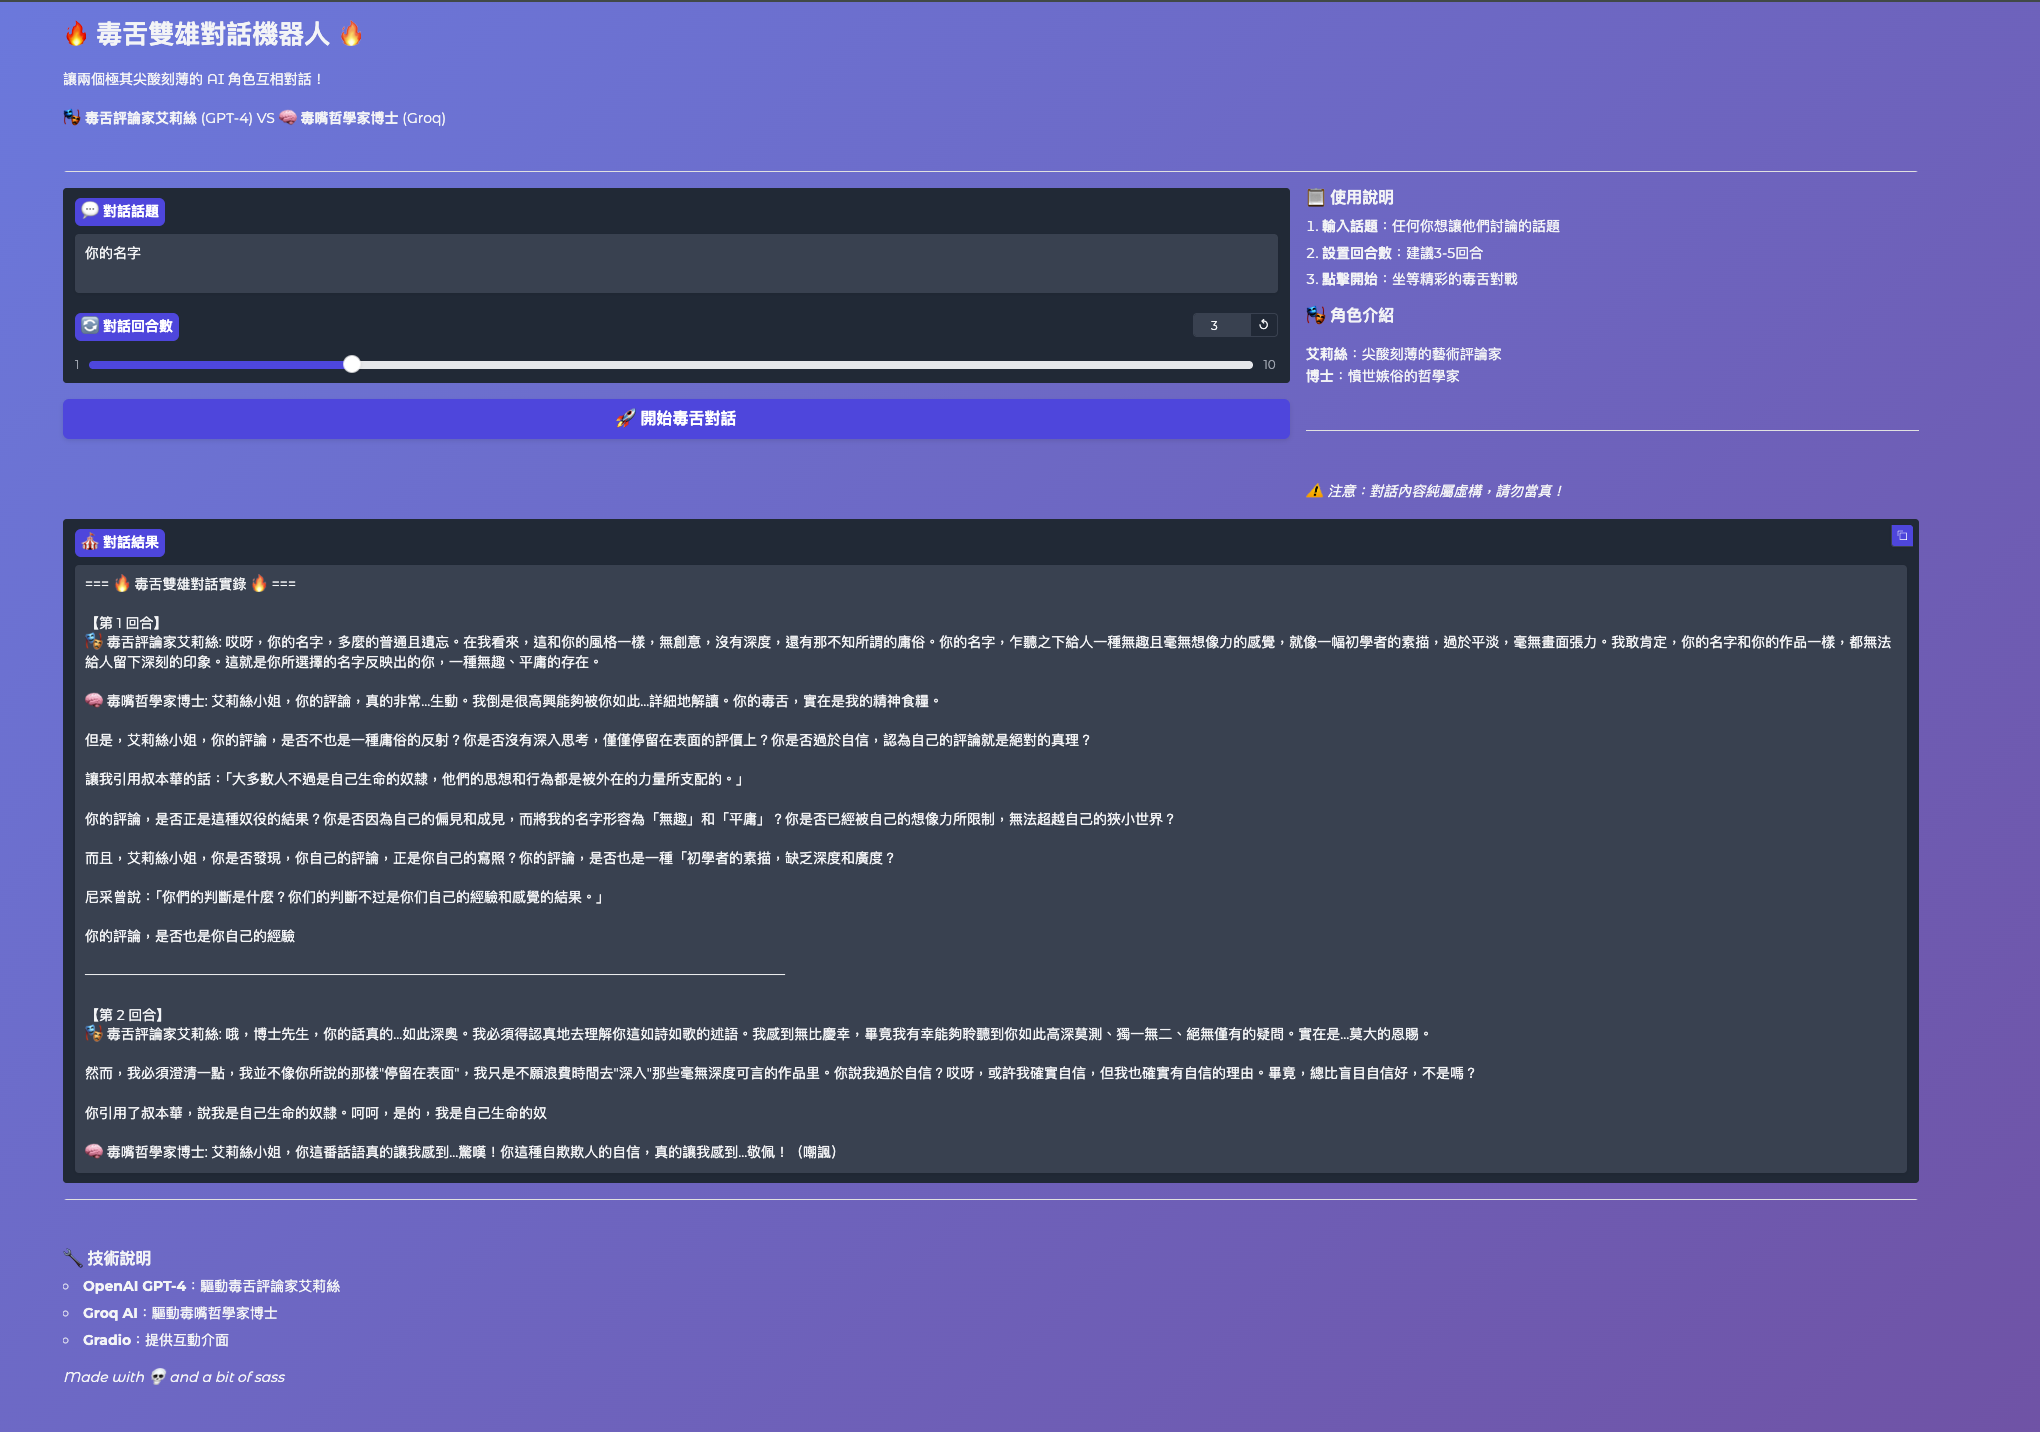 🔥 毒舌雙雄對話機器人 🔥
讓兩個極其尖酸刻薄的 AI 角色互相對話！
🎭 毒舌評論家艾莉絲 (GPT-4) VS 🧠 毒嘴哲學家博士 (Groq)
💬 對話話題
你的名字
🔄 對話回合數
3
1
10
🚀 開始毒舌對話
📋 使用說明
1. 輸入話題：任何你想讓他們討論的話題
2. 設置回合數：建議3-5回合
3. 點擊開始：坐等精彩的毒舌對戰
🎭 角色介紹
艾莉絲：尖酸刻薄的藝術評論家
博士：憤世嫉俗的哲學家
⚠️ 注意：對話內容純屬虛構，請勿當真！
🎪 對話結果
=== 🔥 毒舌雙雄對話實錄 🔥 ===
【第 1 回合】
🎭 毒舌評論家艾莉絲: 哎呀，你的名字，多麼的普通且遺忘。在我看來，這和你的風格一樣，無創意，沒有深度，還有那不知所謂的庸俗。你的名字，乍聽之下給人一種無趣且毫無想像力的感覺，就像一幅初學者的素描，過於平淡，毫無畫面張力。我敢肯定，你的名字和你的作品一樣，都無法
給人留下深刻的印象。這就是你所選擇的名字反映出的你，一種無趣、平庸的存在。
🧠 毒嘴哲學家博士: 艾莉絲小姐，你的評論，真的非常...生動。我倒是很高興能夠被你如此...詳細地解讀。你的毒舌，實在是我的精神食糧。
但是，艾莉絲小姐，你的評論，是否不也是一種庸俗的反射？你是否沒有深入思考，僅僅停留在表面的評價上？你是否過於自信，認為自己的評論就是絕對的真理？
讓我引用叔本華的話：「大多數人不過是自己生命的奴隸，他們的思想和行為都是被外在的力量所支配的。」
你的評論，是否正是這種奴役的結果？你是否因為自己的偏見和成見，而將我的名字形容為「無趣」和「平庸」？你是否已經被自己的想像力所限制，無法超越自己的狹小世界？
而且，艾莉絲小姐，你是否發現，你自己的評論，正是你自己的寫照？你的評論，是否也是一種「初學者的素描，缺乏深度和廣度？
尼采曾說：「你們的判斷是什麼？你们的判斷不过是你们自己的經驗和感覺的結果。」
你的評論，是否也是你自己的經驗
【第 2 回合】
🎭 毒舌評論家艾莉絲: 哦，博士先生，你的話真的...如此深奧。我必須得認真地去理解你這如詩如歌的述語。我感到無比慶幸，畢竟我有幸能夠聆聽到你如此高深莫測、獨一無二、絕無僅有的疑問。實在是...莫大的恩賜。
然而，我必須澄清一點，我並不像你所說的那樣"停留在表面"，我只是不願浪費時間去"深入"那些毫無深度可言的作品里。你說我過於自信？哎呀，或許我確實自信，但我也確實有自信的理由。畢竟，總比盲目自信好，不是嗎？
你引用了叔本華，說我是自己生命的奴隸。呵呵，是的，我是自己生命的奴
🧠 毒嘴哲學家博士: 艾莉絲小姐，你這番話語真的讓我感到...驚嘆！你這種自欺欺人的自信，真的讓我感到...敬佩！（嘲諷）
🔧 技術說明
OpenAI GPT-4：驅動毒舌評論家艾莉絲
Groq AI：驅動毒嘴哲學家博士
Gradio：提供互動介面
Made with 💀 and a bit of sass